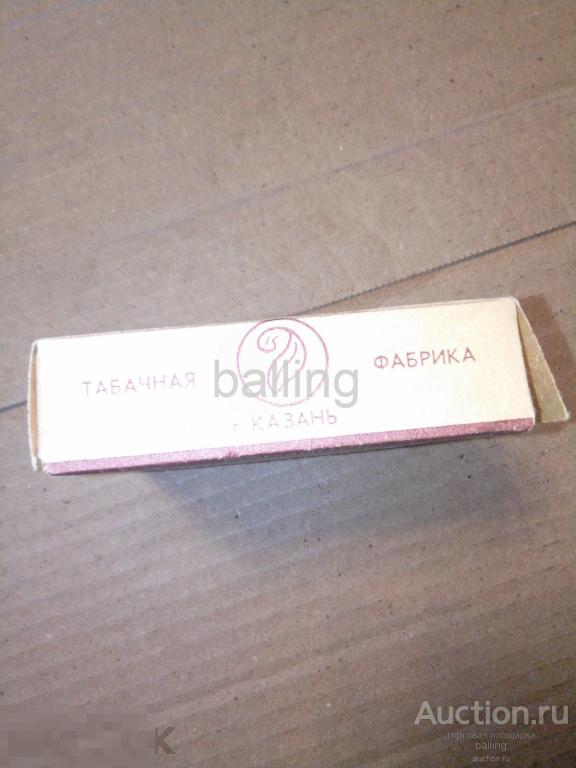 ТАБАЧНАЯ ФАБРИКА
balling
г. КАЗАНЬ
Auction.ru
торговая площадка
balling
auction.ru